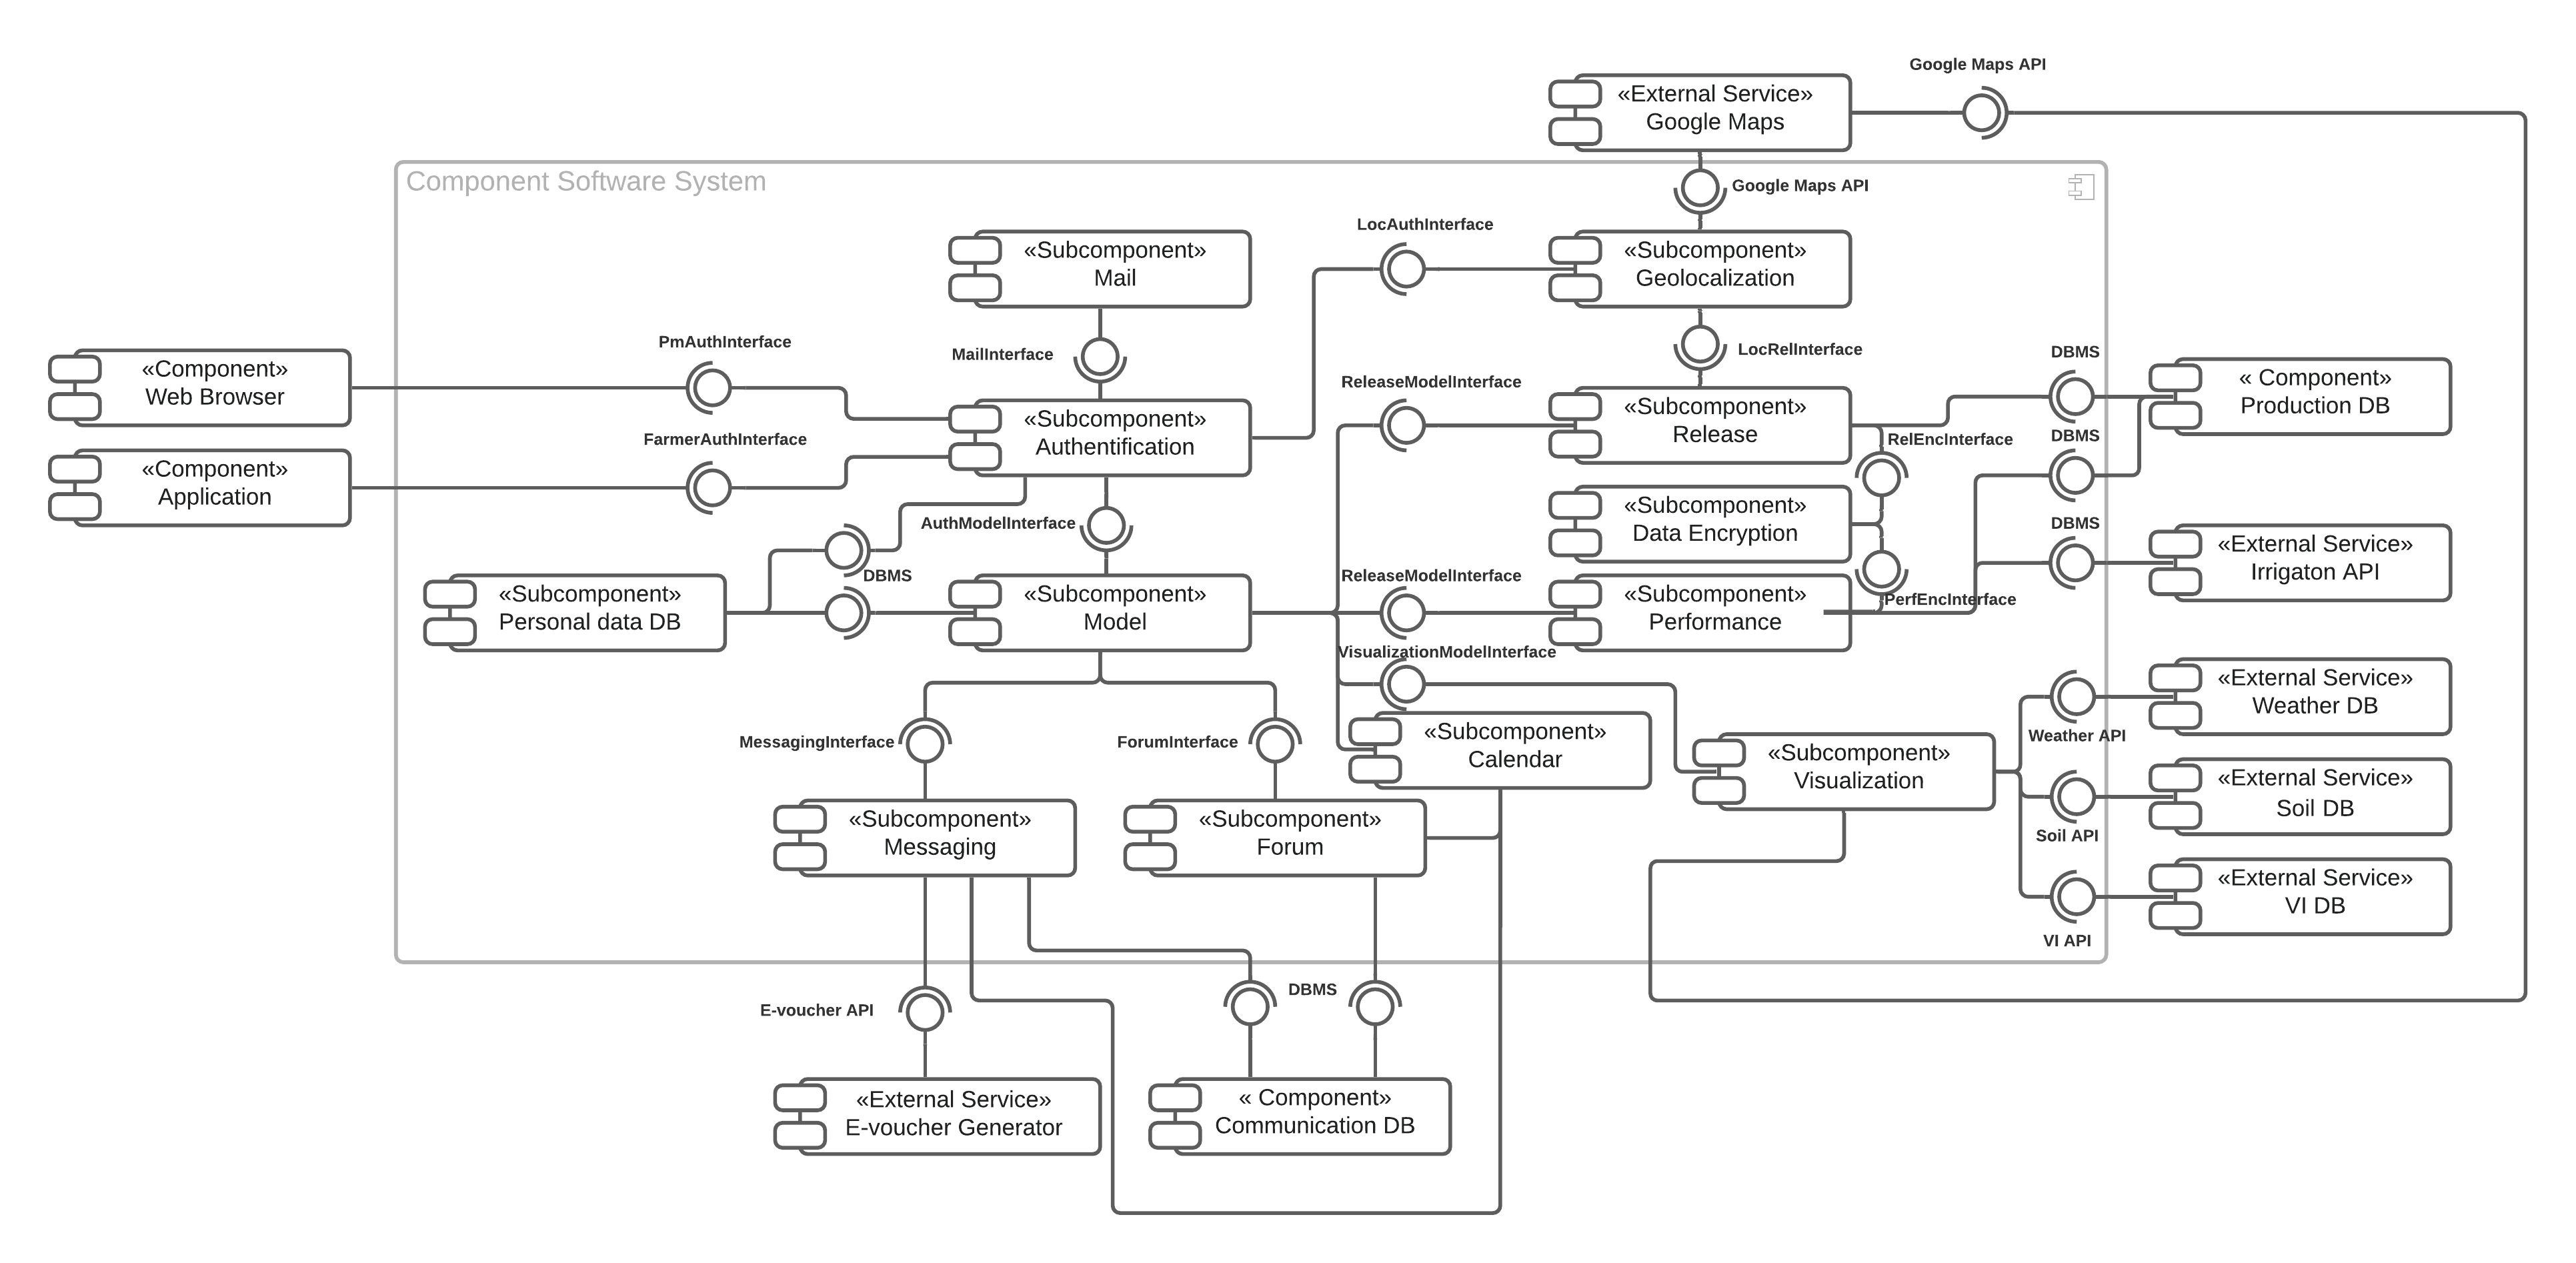 Google Maps API
«External Service»
Google Maps
Component Software System
Google Maps API
LocAuthInterface
«Subcomponent»
Mail
«Subcomponent»
Geolocalization
PmAuthInterface
MailInterface
LocRelInterface
DBMS
«Component»
Web Browser
ReleaseModelInterface
« Component»
Production DB
«Subcomponent»
Authentification
«Subcomponent»
Release
FarmerAuthInterface
RelEncInterface
DBMS
«Component»
Application
«Subcomponent»
Data Encryption
AuthModelInterface
DBMS
«External Service»
Irrigaton API
DBMS
ReleaseModelInterface
«Subcomponent»
Personal data DB
«Subcomponent»
Model
«Subcomponent»
Performance
PerfEncInterface
VisualizationModelInterface
«External Service»
Weather DB
MessagingInterface
ForumInterface
«Subcomponent»
Calendar
«Subcomponent»
Visualization
Weather API
«External Service»
Soil DB
«Subcomponent»
Messaging
«Subcomponent»
Forum
Soil API
«External Service»
VI DB
VI API
E-voucher API
DBMS
«External Service»
E-voucher Generator
« Component»
Communication DB